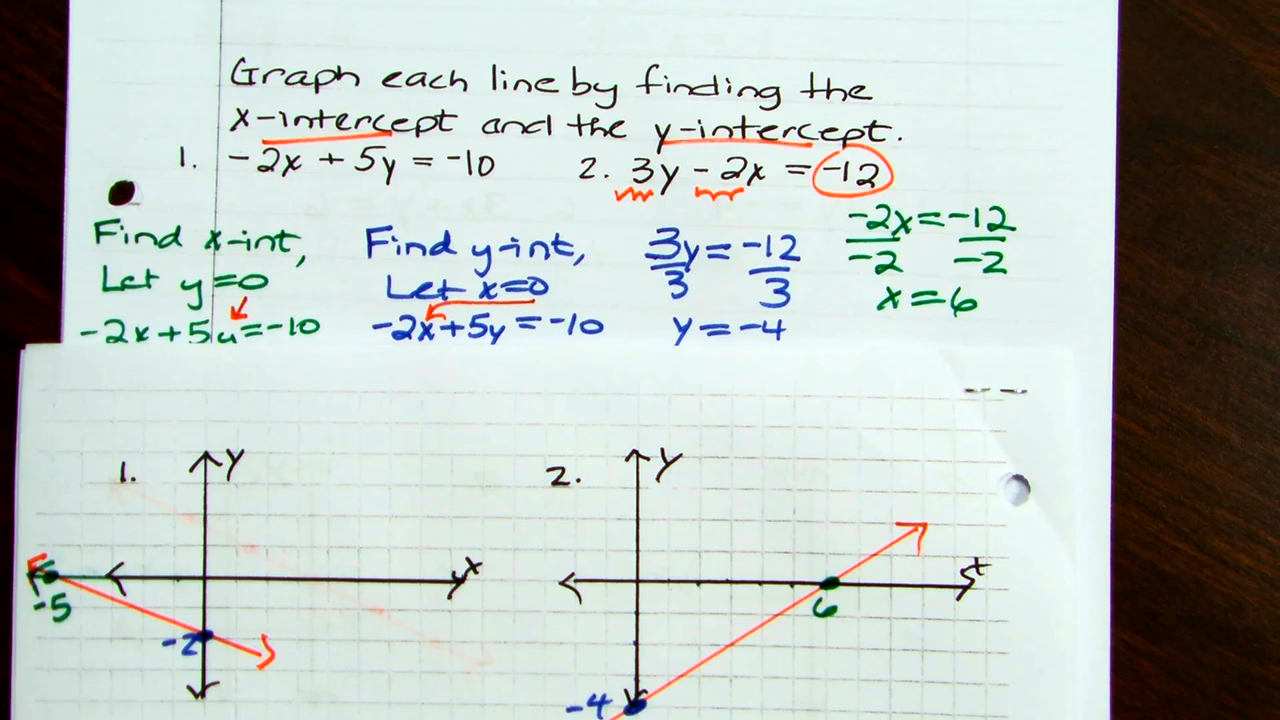 Graph each line by finding the
x-intercept and the y-intercept.
1. -2x + 5y = -10
2. 3y - 2x = -12
Find x-int,
Let y=0
-2x+5y=-10
Find y-int,
Let x=0
-2x+5y=-10
3y = -12
3 3
y = -4
-2x = -12
-2 -2
x = 6
1.
y
x
-5
-2
2.
y
x
6
-4